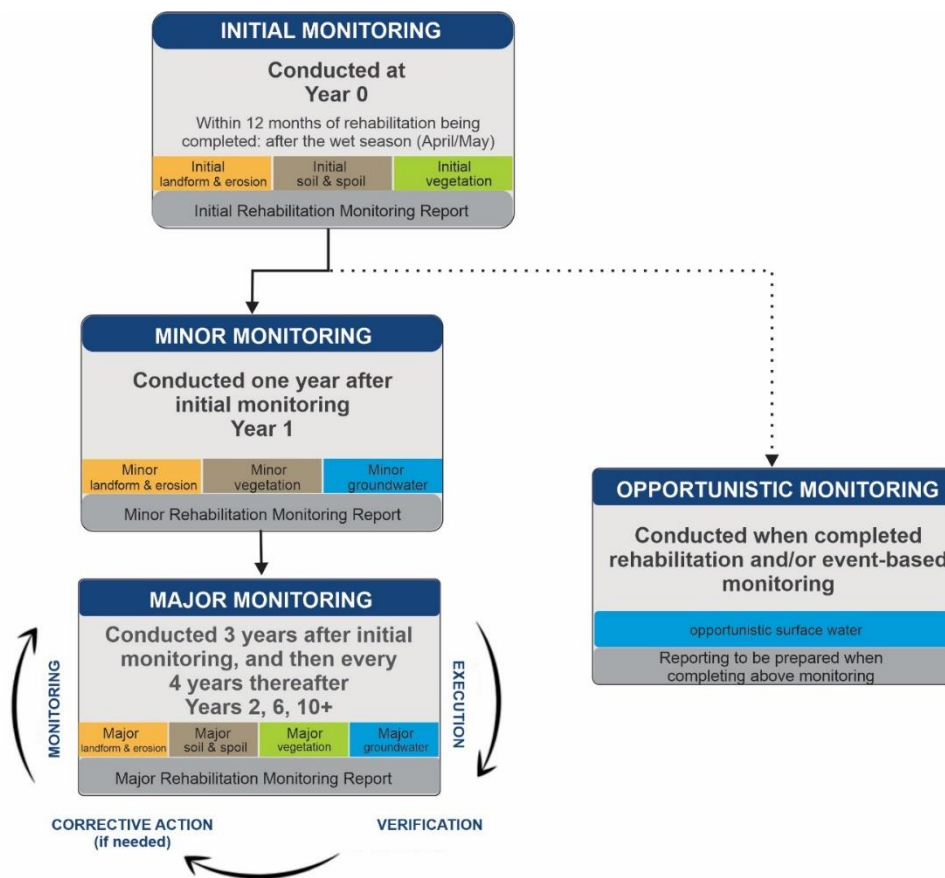 INITIAL MONITORING
Conducted at
Year 0
Within 12 months of rehabilitation being
completed: after the wet season (April/May)
Initial
landform & erosion
Initial
soil & spoil
Initial
vegetation
Initial Rehabilitation Monitoring Report
MINOR MONITORING
Conducted one year after
initial monitoring
Year 1
Minor
landform & erosion
Minor
vegetation
Minor
groundwater
Minor Rehabilitation Monitoring Report
OPPORTUNISTIC MONITORING
Conducted when completed
rehabilitation and/or event-based
monitoring
opportunistic surface water
Reporting to be prepared when
completing above monitoring
MAJOR MONITORING
Conducted 3 years after initial
monitoring, and then every
4 years thereafter
Years 2, 6, 10+
Major
landform & erosion
Major
soil & spoil
Major
vegetation
Major
groundwater
Major Rehabilitation Monitoring Report
MONITORING
EXECUTION
CORRECTIVE ACTION
(if needed)
VERIFICATION